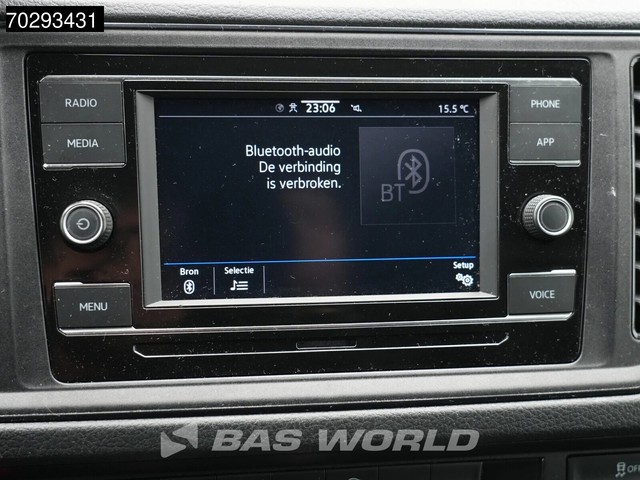 70293431
RADIO
MEDIA
MENU
23:06
15.5 °C
Bluetooth-audio
De verbinding
is verbroken.
BT
Bron
Selectie
Setup
PHONE
APP
VOICE
BAS WORLD
OFF